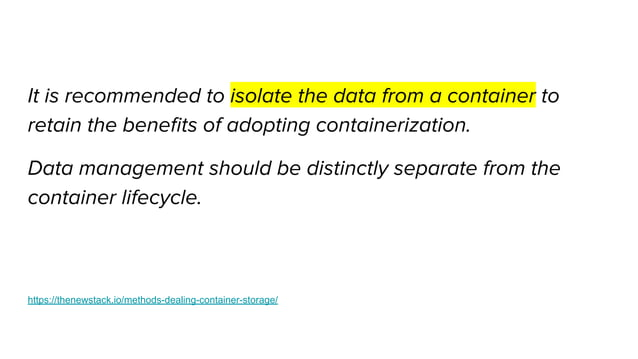 It is recommended to isolate the data from a container to
retain the benefits of adopting containerization.
Data management should be distinctly separate from the
container lifecycle.
https://thenewstack.io/methods-dealing-container-storage/